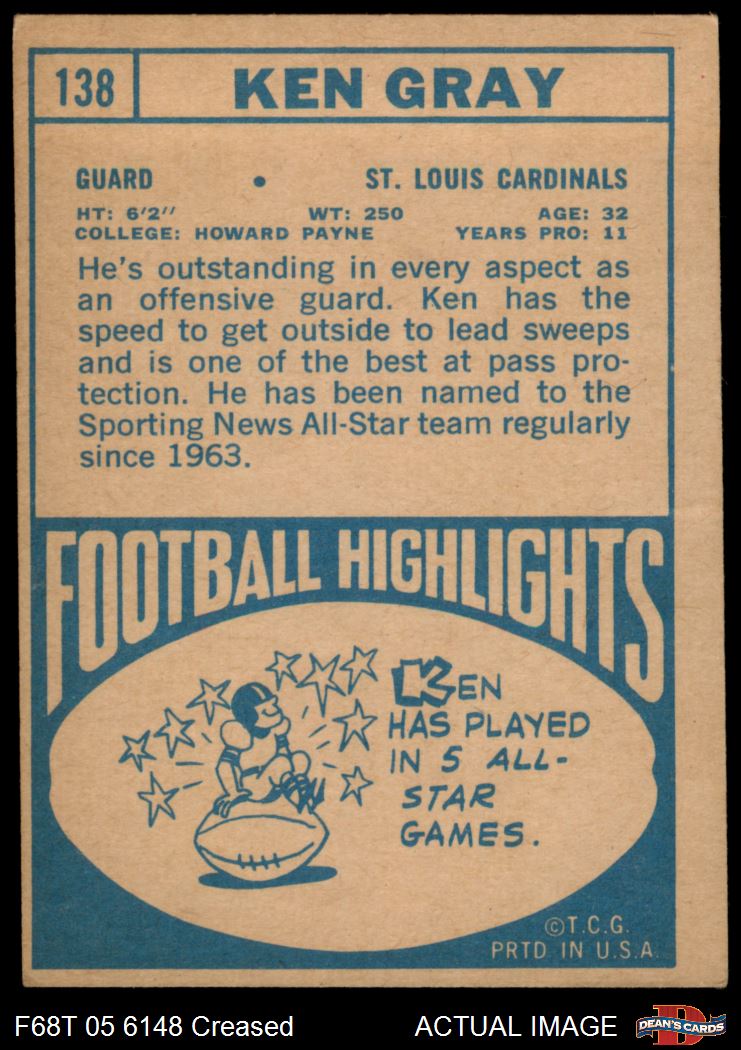 138 KEN GRAY
GUARD • ST. LOUIS CARDINALS
HT: 6'2" WT: 250 AGE: 32
COLLEGE: HOWARD PAYNE YEARS PRO: 11
He's outstanding in every aspect as
an offensive guard. Ken has the
speed to get outside to lead sweeps
and is one of the best at pass pro-
tection. He has been named to the
Sporting News All-Star team regularly
since 1963.
FOOTBALL HIGHLIGHTS
KEN
HAS PLAYED
IN 5 ALL-
STAR
GAMES.
©T.C.G.
PRTD IN U.S.A.
F68T 05 6148 Creased ACTUAL IMAGE
D
DEAN'S CARDS